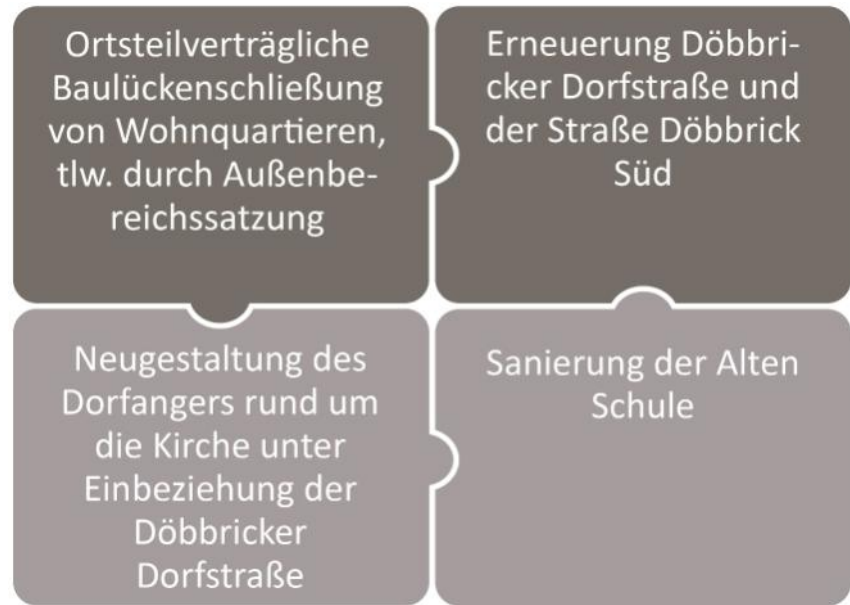 Ortsteilverträgliche
Baulückenschließung
von Wohnquartieren,
tlw. durch Außenbe-
reichssatzung
Erneuerung Döbbri-
cker Dorfstraße und
der Straße Döbbrick
Süd
Neugestaltung des
Dorfangers rund um
die Kirche unter
Einbeziehung der
Döbbricker
Dorfstraße
Sanierung der Alten
Schule